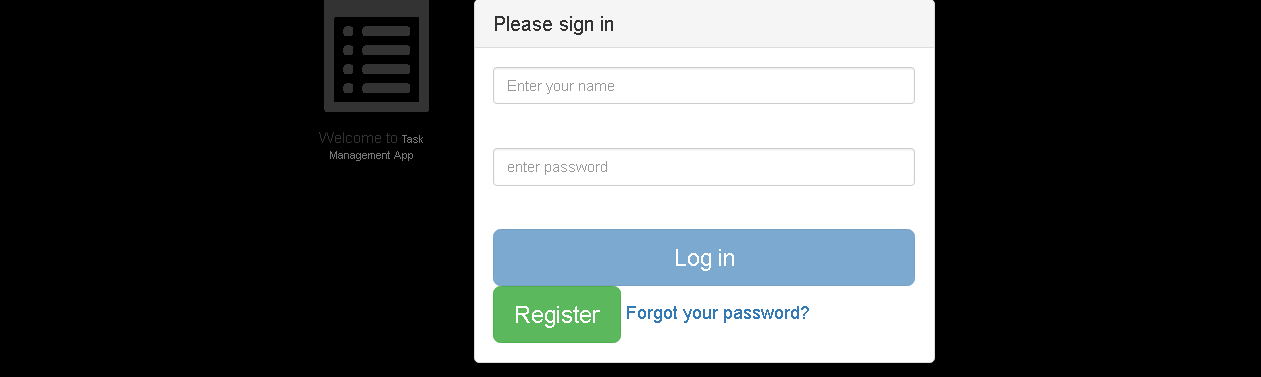 Welcome to Task
Management App
Please sign in
Enter your name
enter password
Log in
Register Forgot your password?